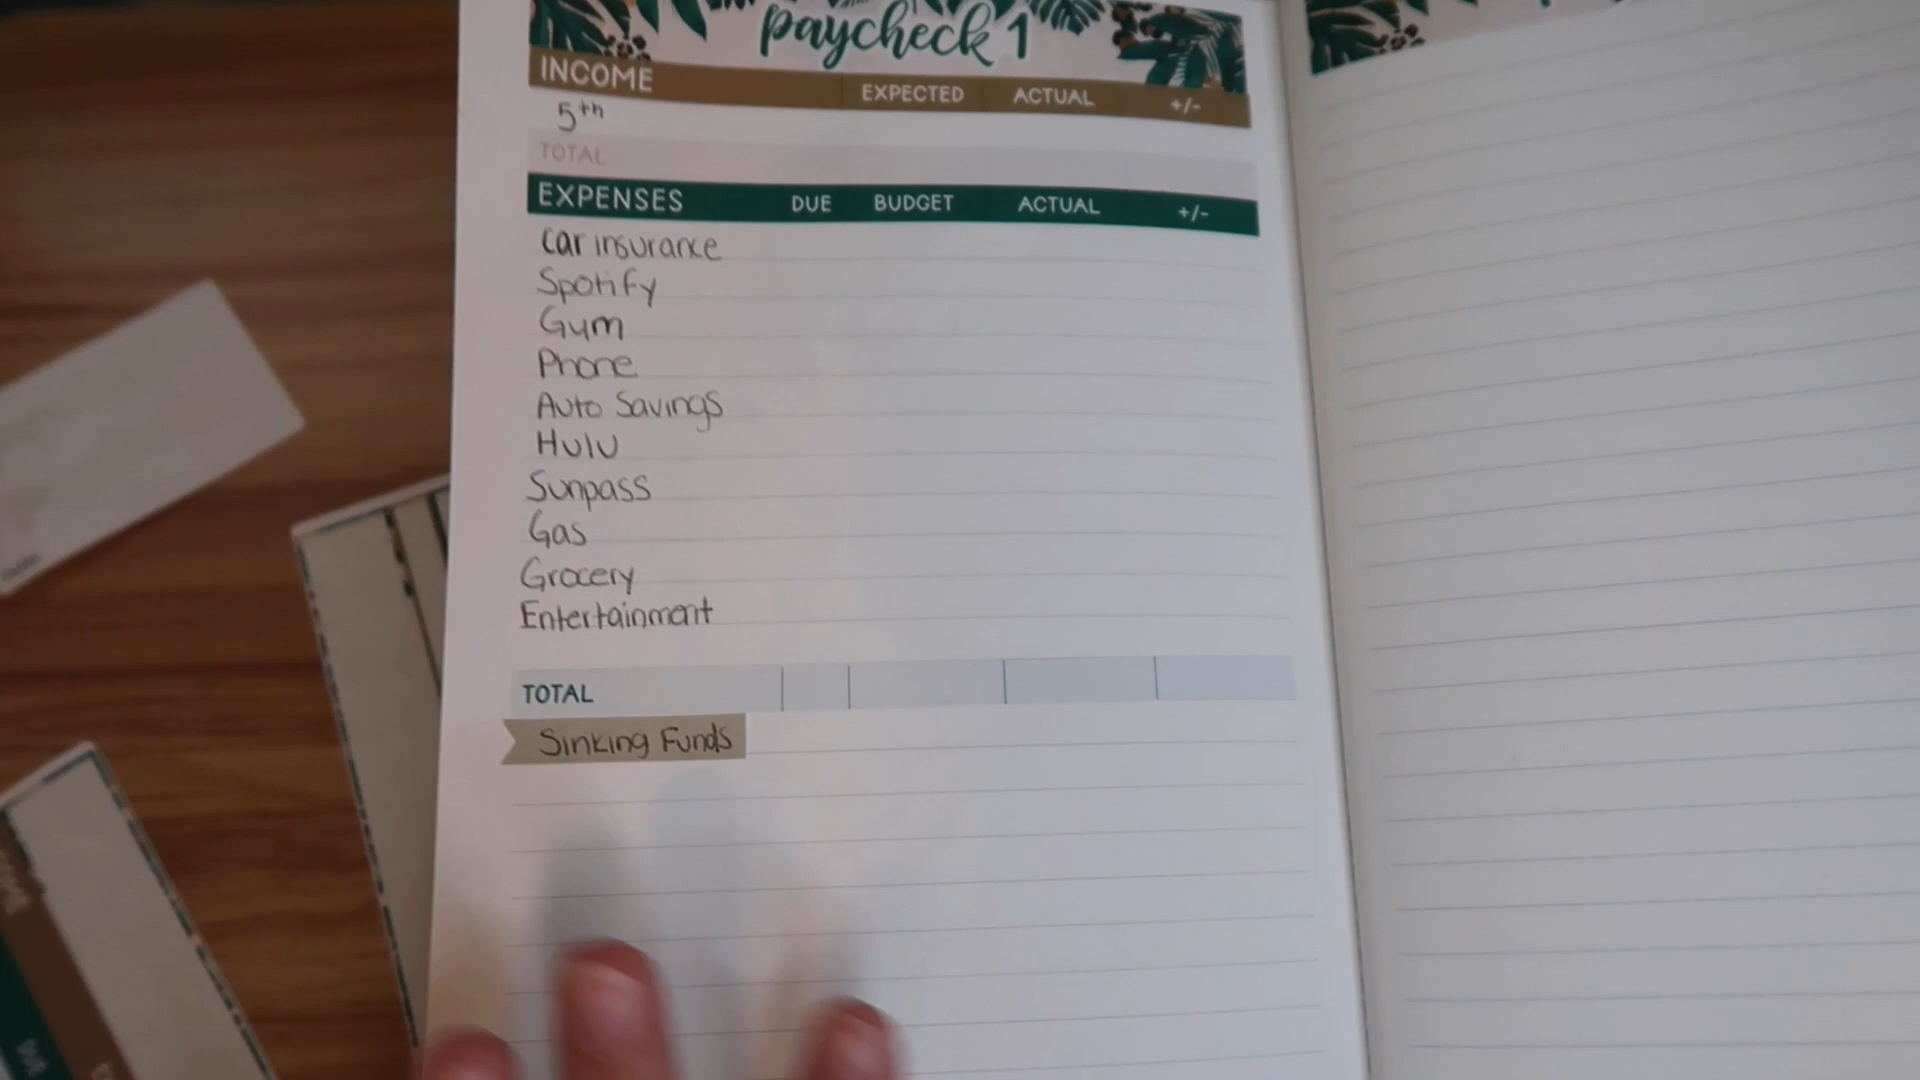 paycheck 1
INCOME EXPECTED ACTUAL +/-
5th
TOTAL
EXPENSES DUE BUDGET ACTUAL +/-
Car insurance
Spotify
Gym
Phone
Auto Savings
Hulu
Sunpass
Gas
Grocery
Entertainment
TOTAL
Sinking Funds
DUE